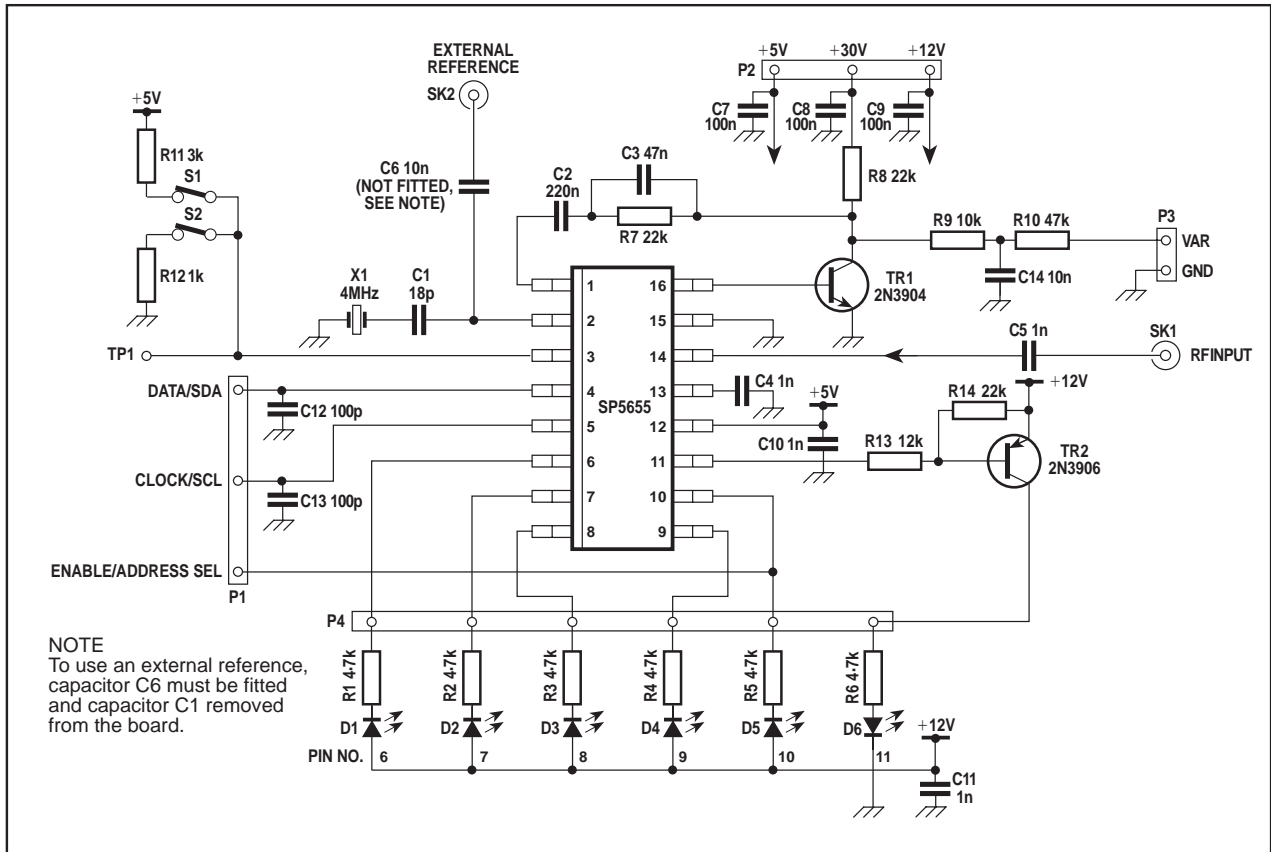 EXTERNAL
REFERENCE
SK2
+5V
+30V
+12V
P2
C7
100n
C8
100n
C9
100n
+5V
R11 3k
S1
S2
R12 1k
C6 10n
(NOT FITTED,
SEE NOTE)
C3 47n
C2
220n
R7 22k
R8 22k
R9 10k
R10 47k
P3
VAR
GND
C14 10n
TR1
2N3904
X1
4MHz
C1
18p
TP1
1
2
3
4
5
6
7
8
SP5655
16
15
14
13
12
11
10
9
C5 1n
SK1
RF INPUT
C4 1n
+5V
C10 1n
+12V
R14 22k
R13 12k
TR2
2N3906
DATA/SDA
C12 100p
CLOCK/SCL
C13 100p
ENABLE/ADDRESS SEL
P1
P4
NOTE
To use an external reference,
capacitor C6 must be fitted
and capacitor C1 removed
from the board.
R1 4·7k
R2 4·7k
R3 4·7k
R4 4·7k
R5 4·7k
R6 4·7k
D1
D2
D3
D4
D5
D6
+12V
PIN NO.
6
7
8
9
10
11
C11
1n